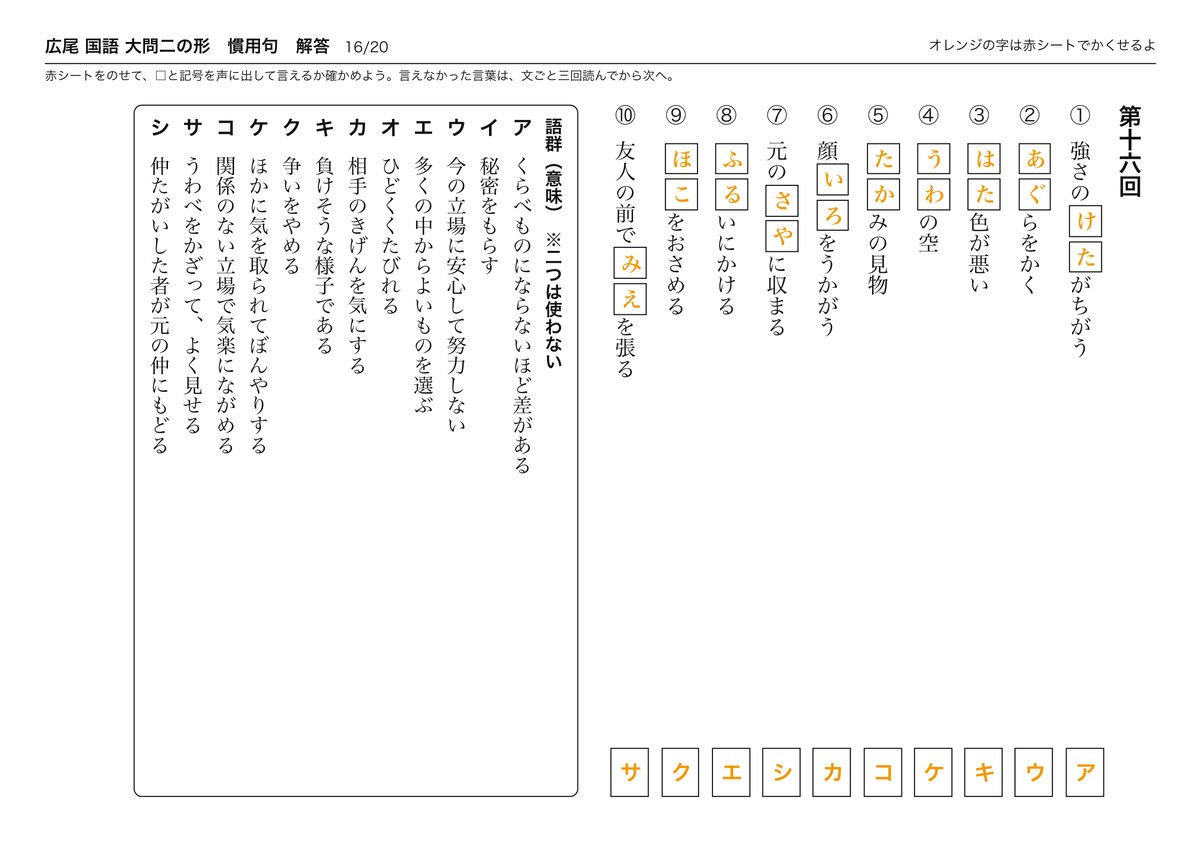 広尾 国語 大問二の形　慣用句　解答　16/20
オレンジの字は赤シートでかくせるよ
赤シートをのせて、□と記号を声に出して言えるか確かめよう。言えなかった言葉は、文ごと三回読んでから次へ。
第十六回
① 強さのけたがちがう ア
② あぐらをかく ウ
③ はた色が悪い キ
④ うわの空 ケ
⑤ たかみの見物 コ
⑥ 顔いろをうかがう カ
⑦ 元のさやに収まる シ
⑧ ふるいにかける エ
⑨ ほこをおさめる ク
⑩ 友人の前でみえを張る サ
語群（意味）　※二つは使わない
ア　くらべものにならないほど差がある
イ　秘密をもらす
ウ　今の立場に安心して努力しない
エ　多くの中からよいものを選ぶ
オ　ひどくくたびれる
カ　相手のきげんを気にする
キ　負けそうな様子である
ク　争いをやめる
ケ　ほかに気を取られてぼんやりする
コ　関係のない立場で気楽にながめる
サ　うわべをかざって、よく見せる
シ　仲たがいした者が元の仲にもどる